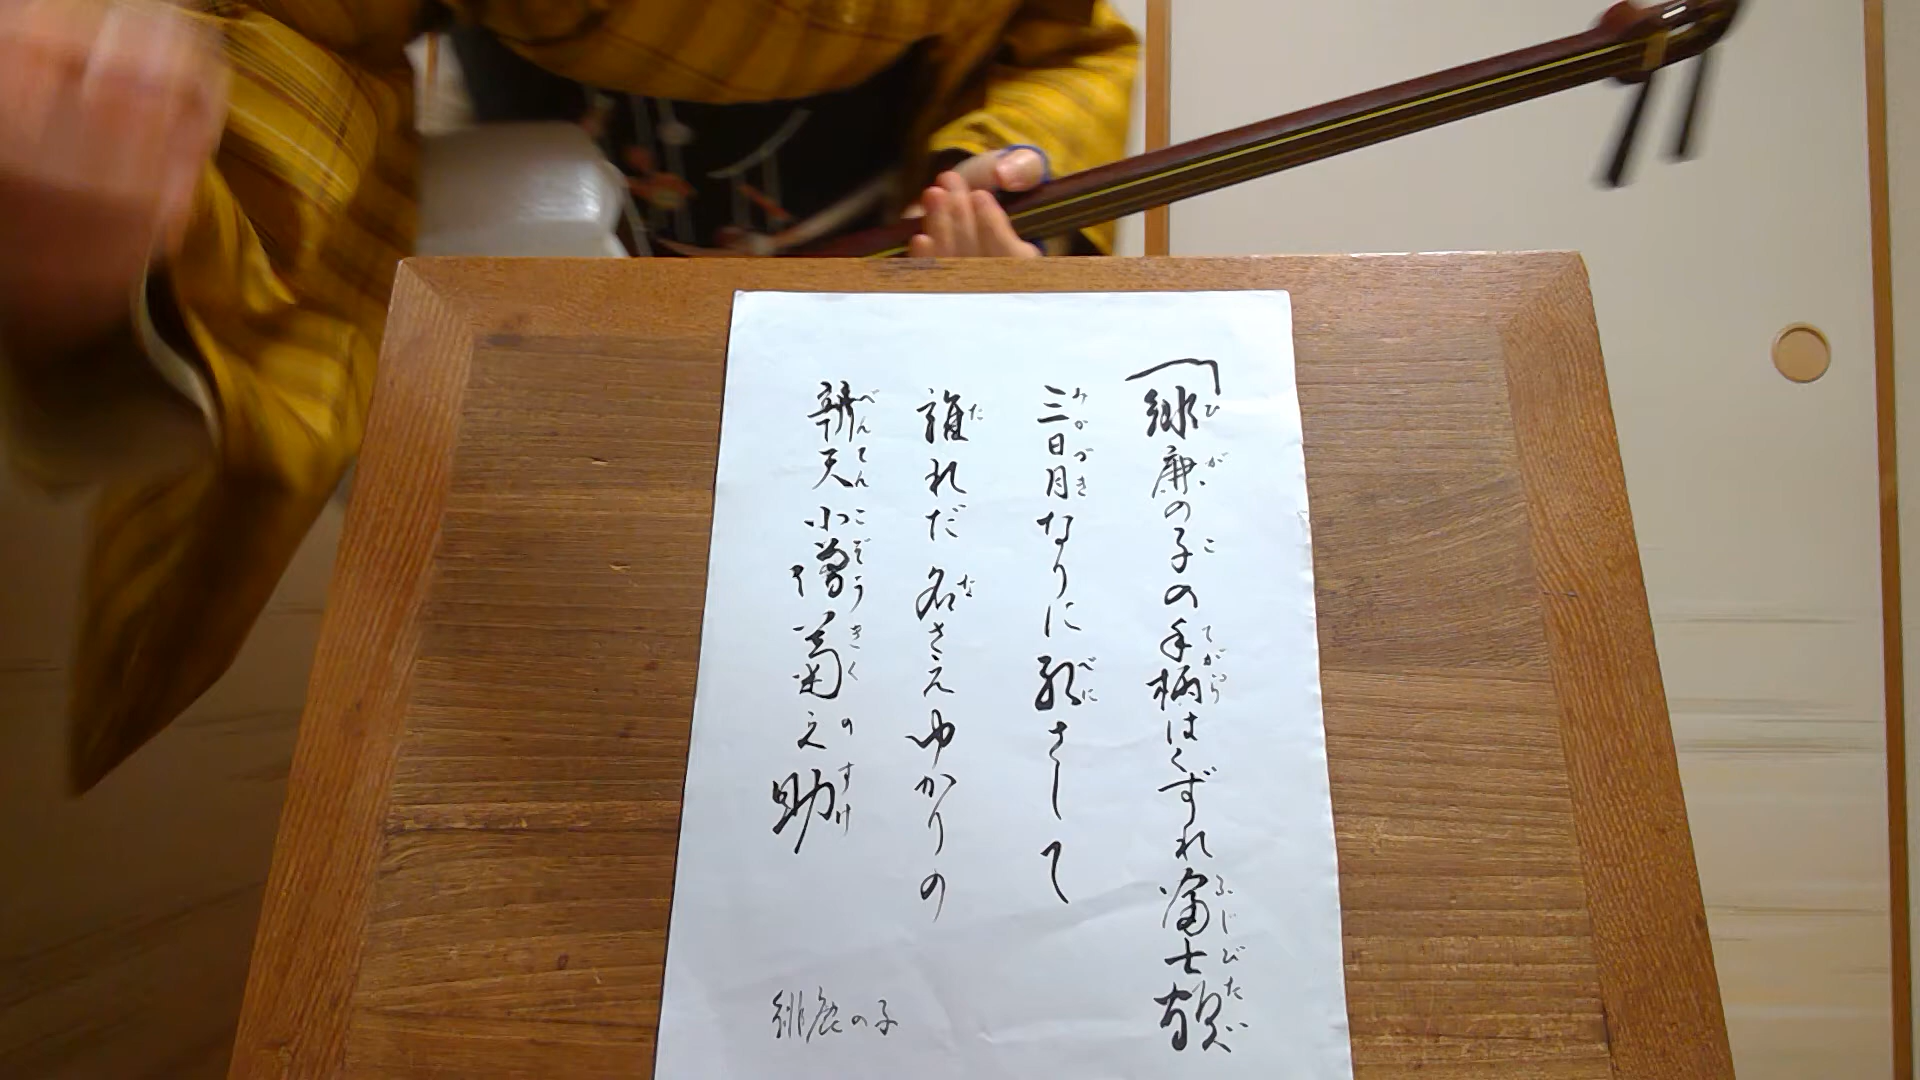 緋鹿の子の手柄はくずれ富士額
三日月なりに紅さして
誰れだ名さえゆかりの
辨天小僧菊之助
緋鹿の子